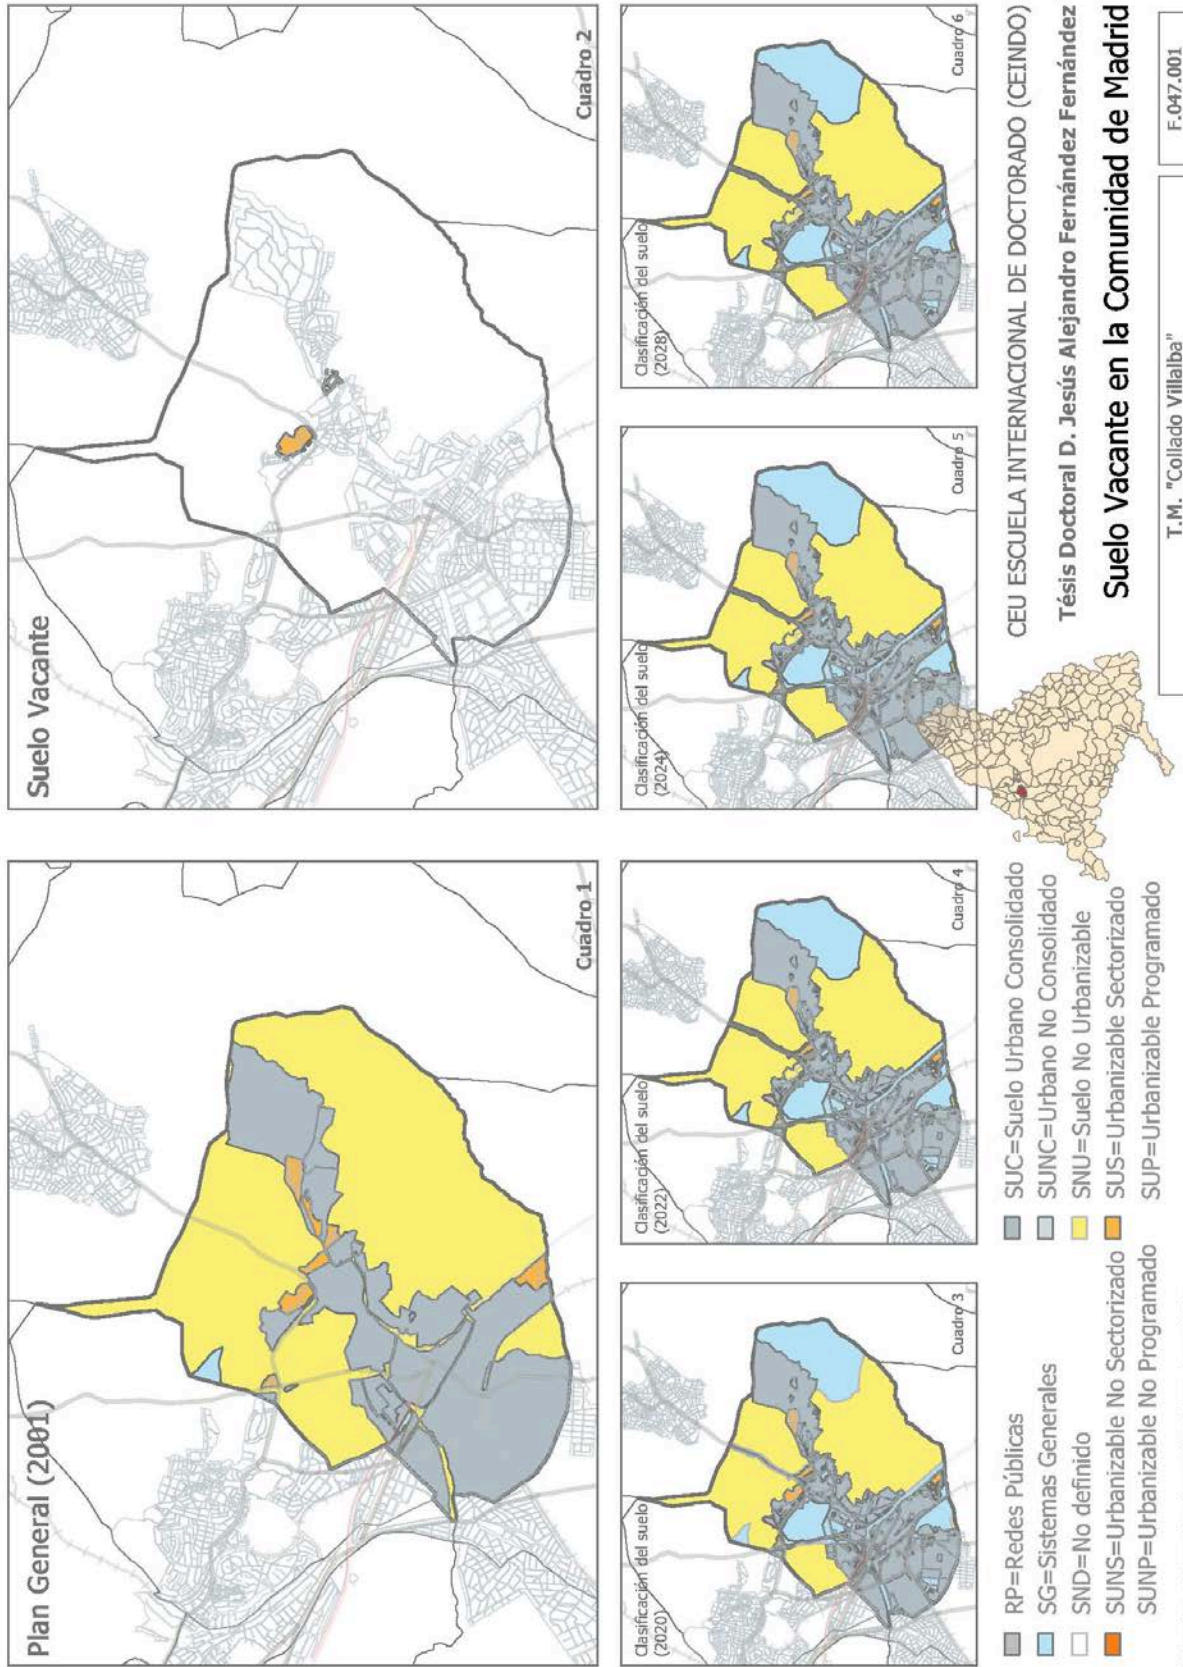 Plan General (2001)
Cuadro 1
Suelo Vacante
Cuadro 2
Clasificación del suelo
(2020)
Cuadro 3
Clasificación del suelo
(2022)
Cuadro 4
Clasificación del suelo
(2024)
Cuadro 5
Clasificación del suelo
(2028)
Cuadro 6
RP=Redes Públicas
SG=Sistemas Generales
SND=No definido
SUNS=Urbanizable No Sectorizado
SUNP=Urbanizable No Programado
SUC=Suelo Urbano Consolidado
SUNC=Urbano No Consolidado
SNU=Suelo No Urbanizable
SUS=Urbanizable Sectorizado
SUP=Urbanizable Programado
CEU ESCUELA INTERNACIONAL DE DOCTORADO (CEINDO)
Tésis Doctoral D. Jesús Alejandro Fernández Fernández
Suelo Vacante en la Comunidad de Madrid
T.M. "Collado Villalba"
F.047.001